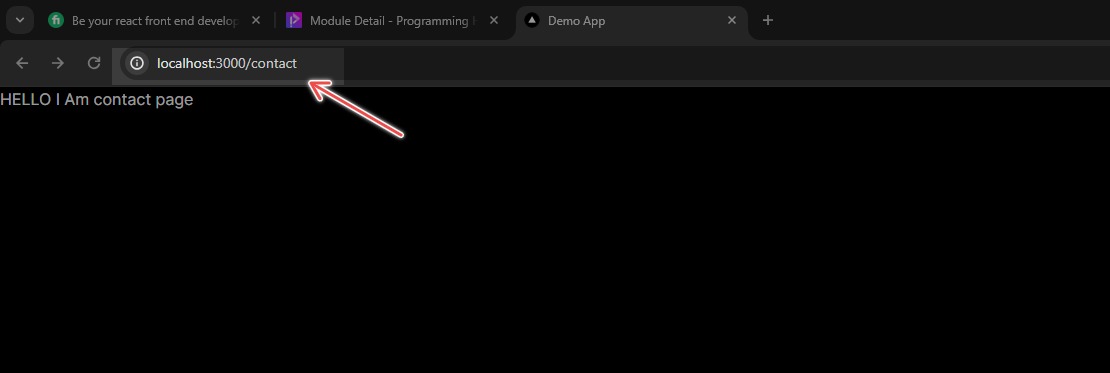 Be your react front end develop
Module Detail - Programming
Demo App
localhost:3000/contact
HELLO I Am contact page